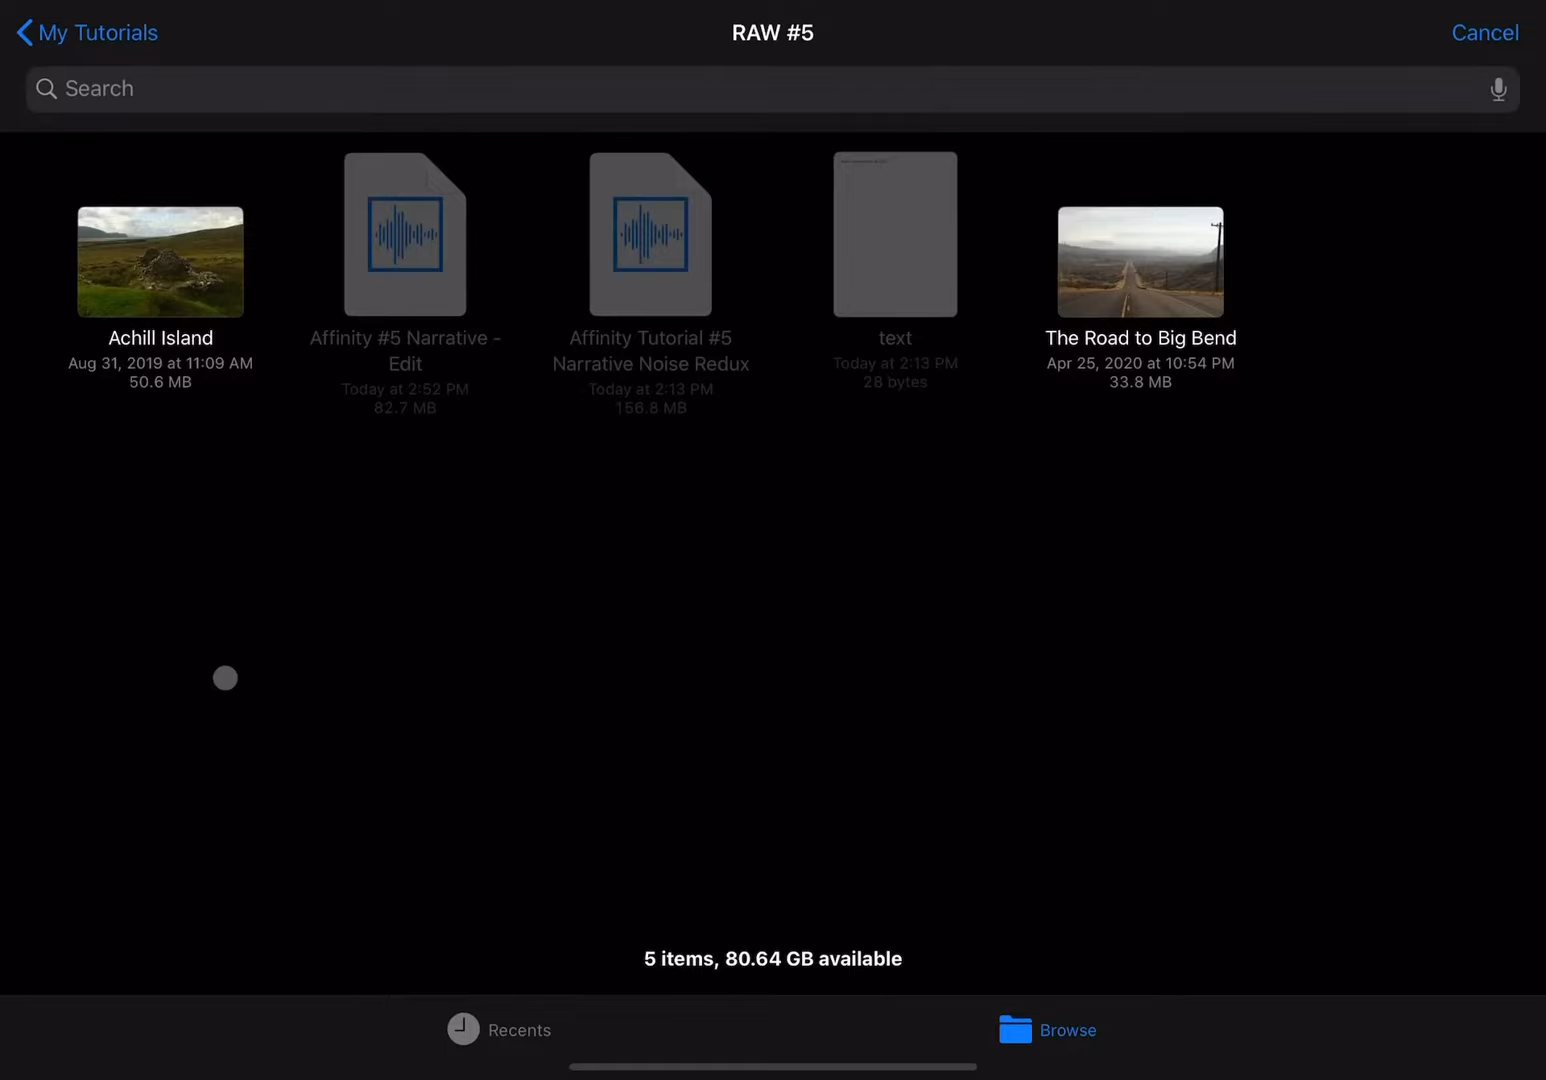 My Tutorials
RAW #5
Cancel
Search
Achill Island
Aug 31, 2019 at 11:09 AM
50.6 MB
Affinity #5 Narrative -
Edit
Today at 2:52 PM
82.7 MB
Affinity Tutorial #5
Narrative Noise Redux
Today at 2:13 PM
156.8 MB
text
Today at 2:13 PM
28 bytes
The Road to Big Bend
Apr 25, 2020 at 10:54 PM
33.8 MB
5 items, 80.64 GB available
Recents
Browse